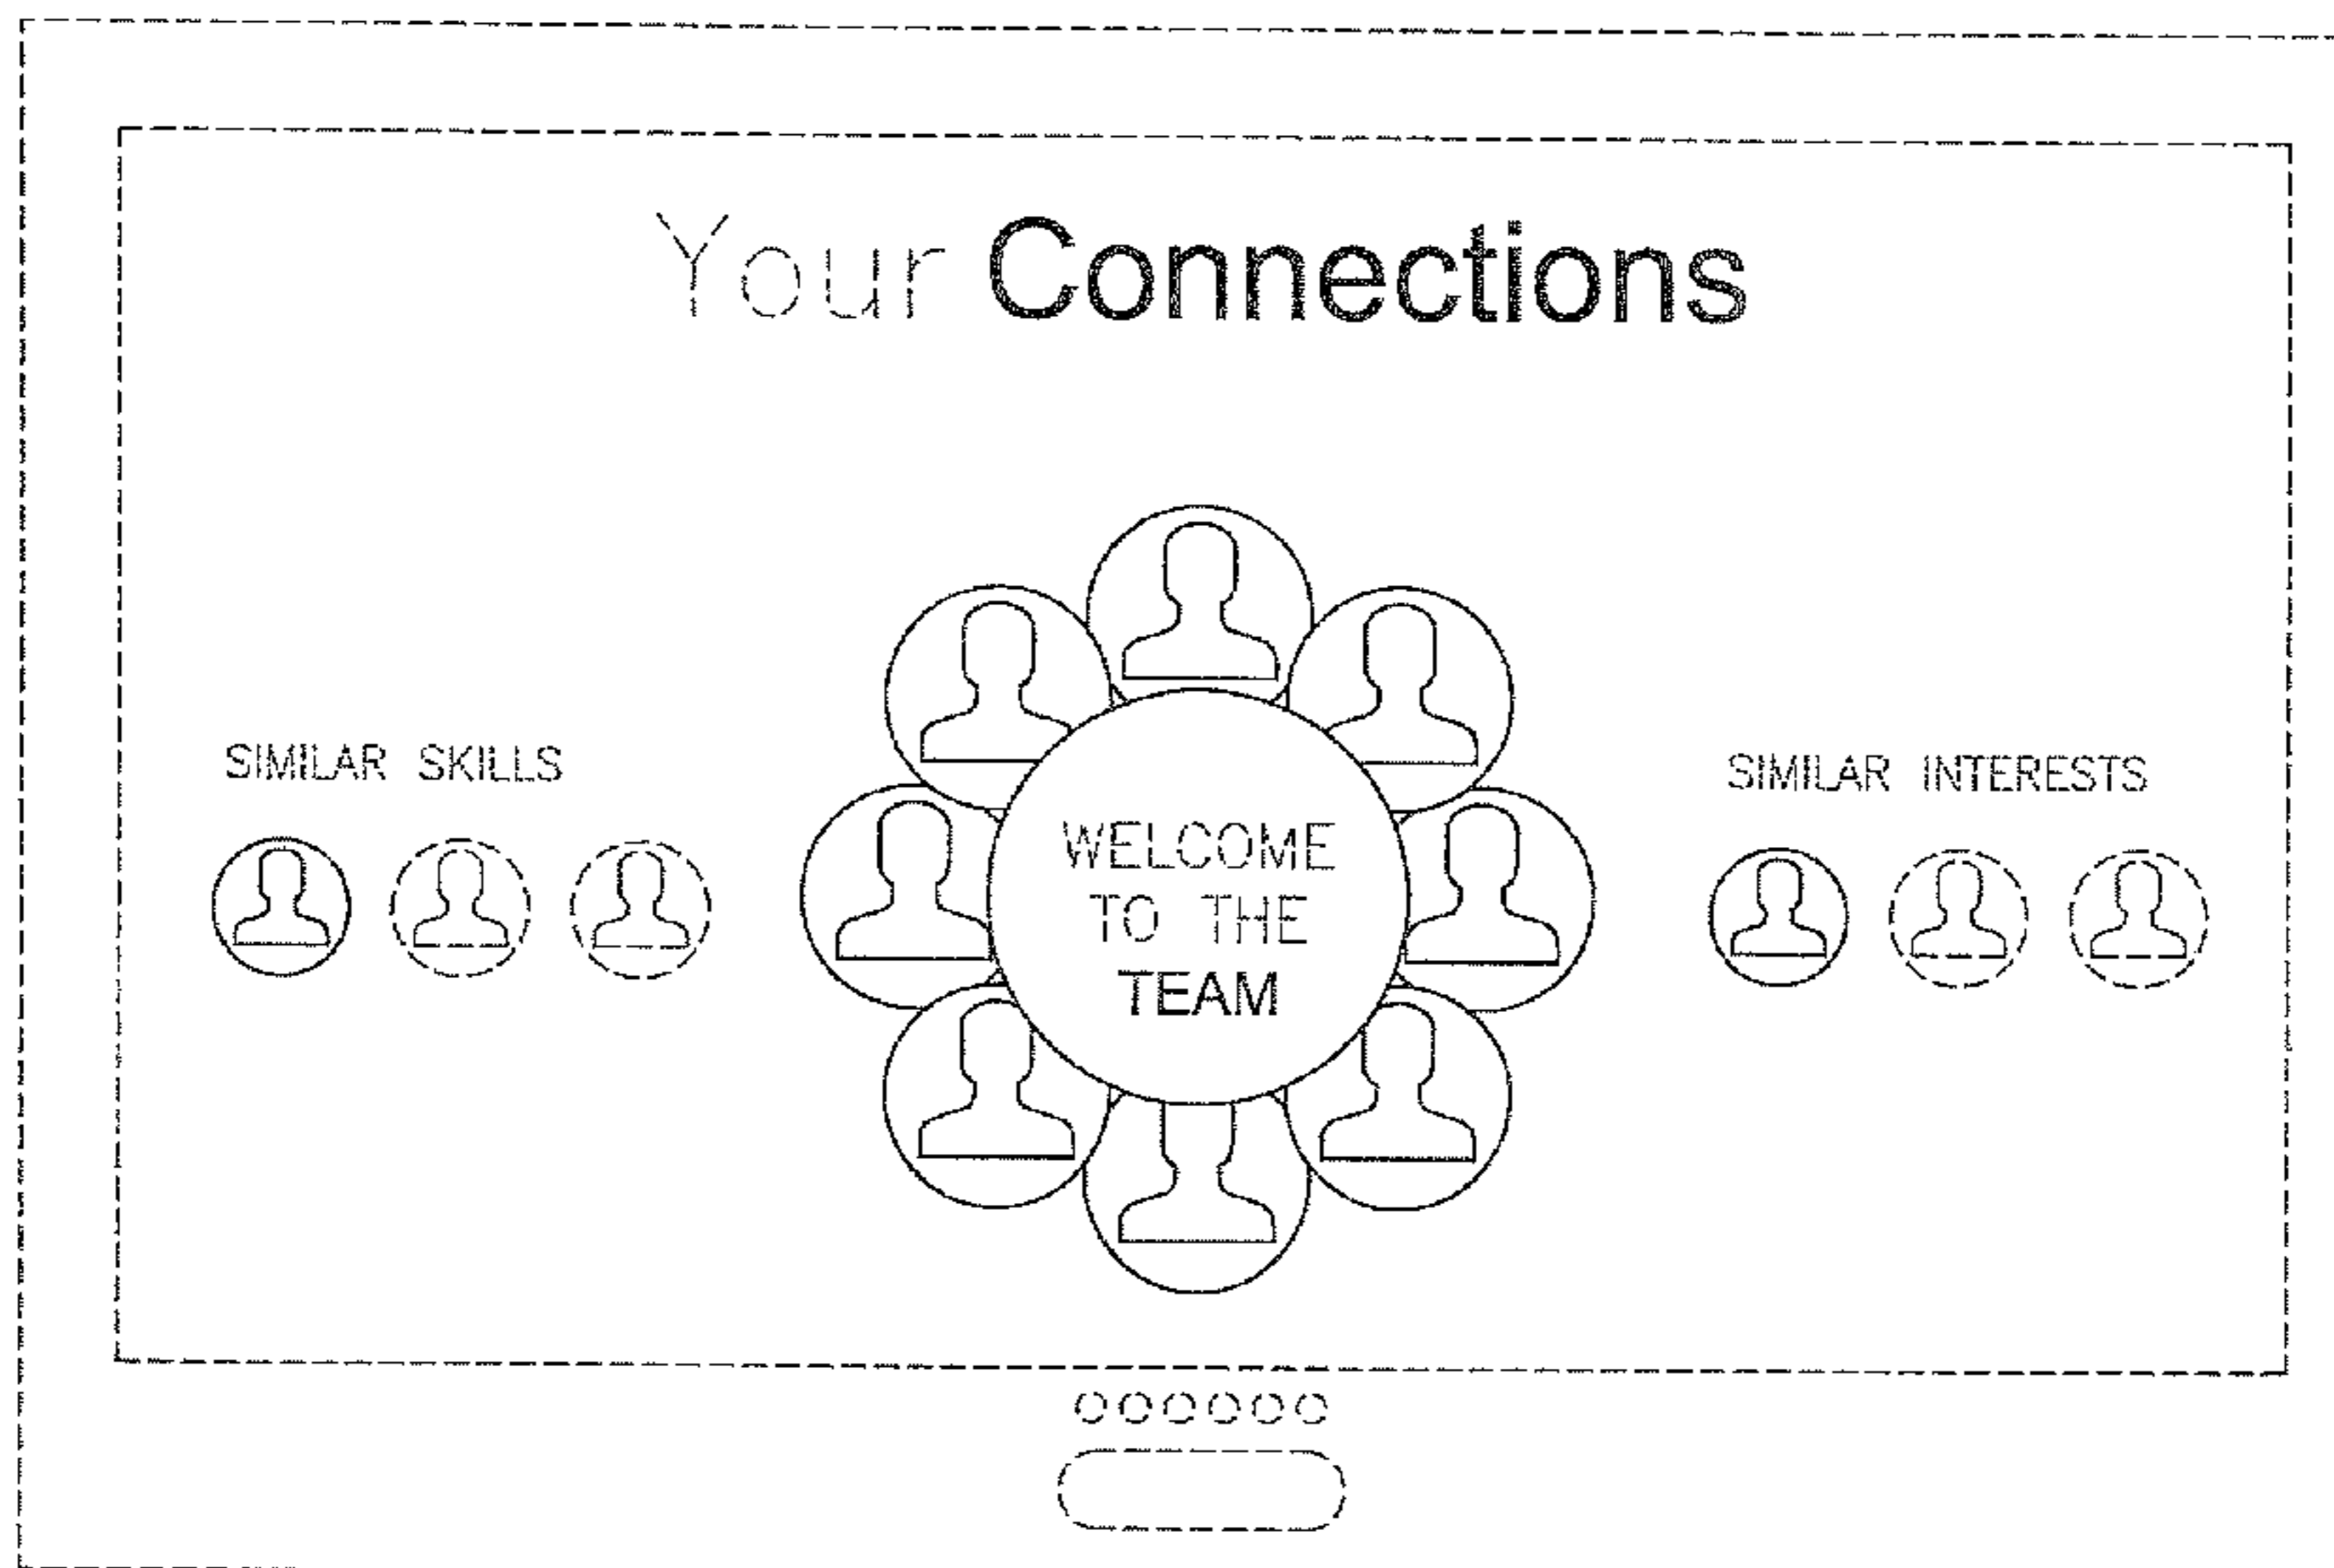 Your Connections
SIMILAR SKILLS
WELCOME
TO THE
TEAM
SIMILAR INTERESTS